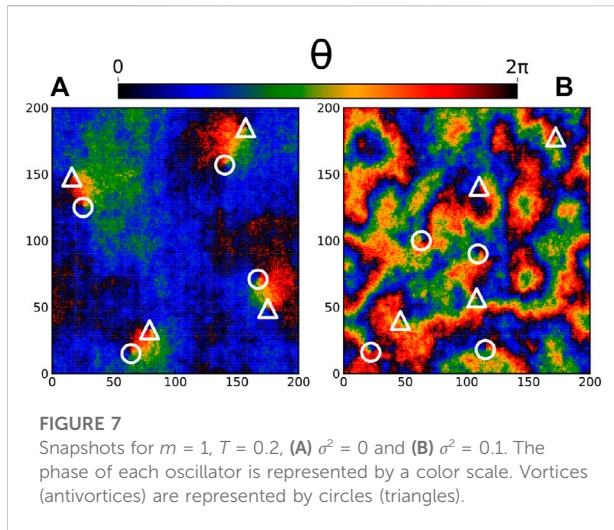 θ
0 2π
A B
200 200
150 150
100 100
50 50
0 0
0 50 100 150 200 0 50 100 150 200
FIGURE 7
Snapshots for m = 1, T = 0.2, (A) σ² = 0 and (B) σ² = 0.1. The
phase of each oscillator is represented by a color scale. Vortices
(antivortices) are represented by circles (triangles).